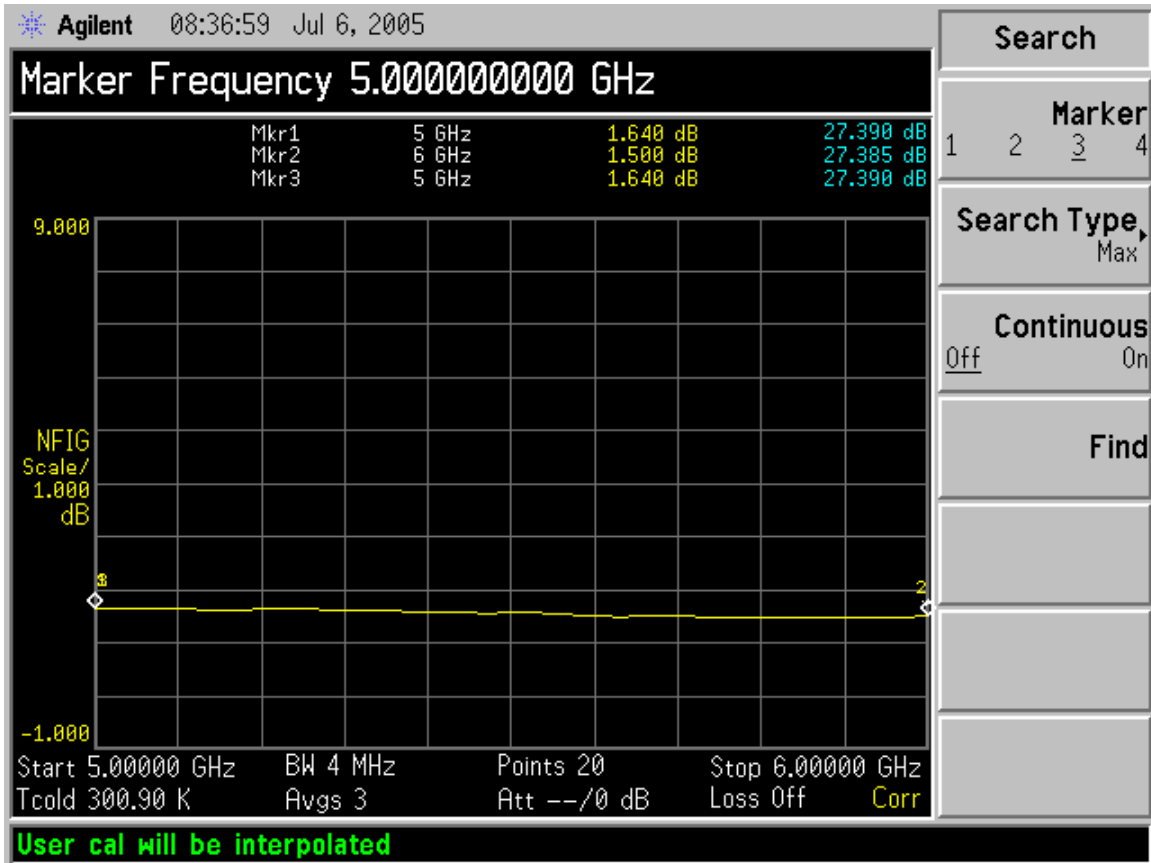 Agilent 08:36:59 Jul 6, 2005
Marker Frequency 5.000000000 GHz
Mkr1 5 GHz 1.640 dB 27.390 dB
Mkr2 6 GHz 1.500 dB 27.385 dB
Mkr3 5 GHz 1.640 dB 27.390 dB
9.000
NFIG
Scale/
1.000
dB
2
-1.000
Start 5.00000 GHz BW 4 MHz Points 20 Stop 6.00000 GHz
Tcold 300.90 K Avgs 3 Att --/0 dB Loss Off Corr
User cal will be interpolated
Search
Marker
1 2 3 4
Search Type
Max
Continuous
Off On
Find